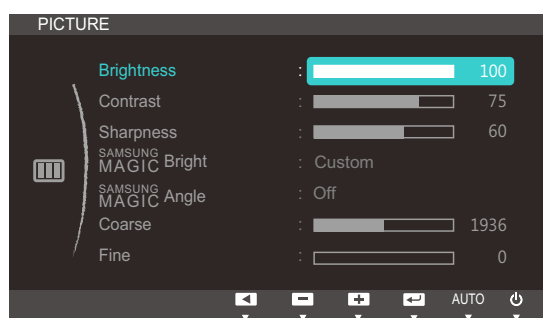 PICTURE
Brightness : 100
Contrast : 75
Sharpness : 60
SAMSUNG MAGIC Bright : Custom
SAMSUNG MAGIC Angle : Off
Coarse : 1936
Fine : 0
AUTO